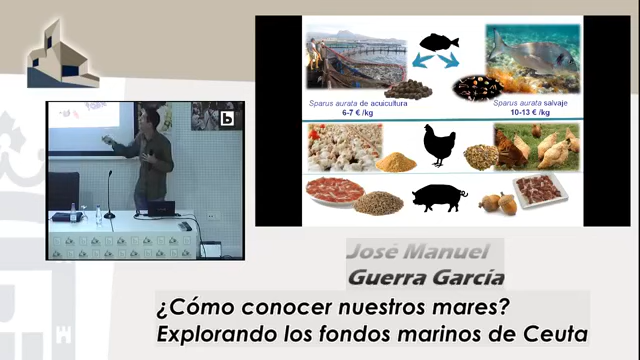 Sparus aurata de acuicultura
6-7 € /kg
Sparus aurata salvaje
10-13 € /kg
b
José Manuel
Guerra García
¿Cómo conocer nuestros mares?
Explorando los fondos marinos de Ceuta